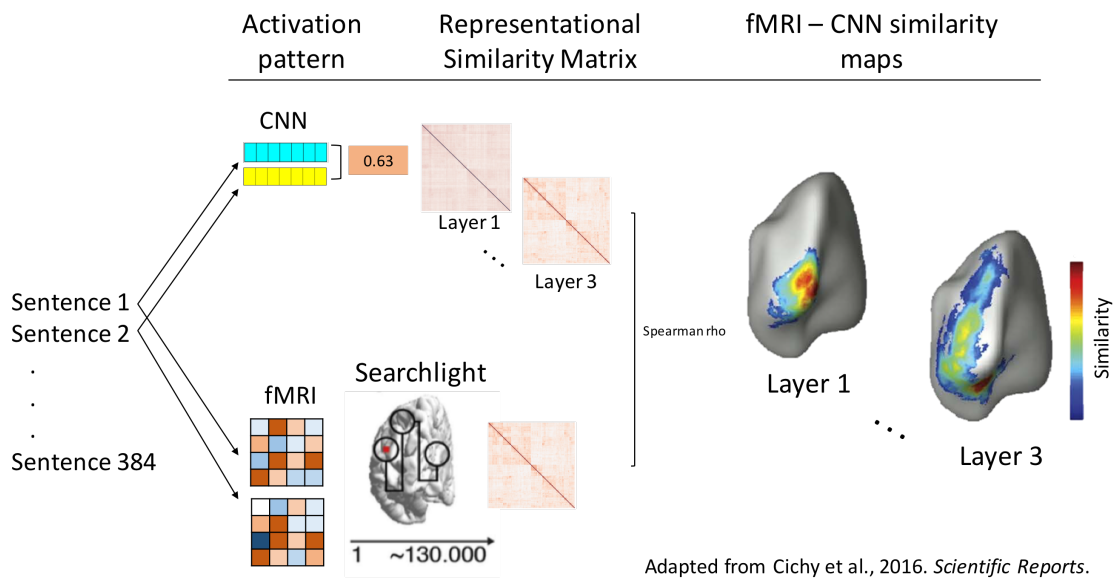 Activation
pattern
Representational
Similarity Matrix
fMRI – CNN similarity
maps
CNN
0.63
Layer 1
Layer 3
Sentence 1
Sentence 2
.
.
.
Sentence 384
fMRI
Searchlight
1 ~130.000
Spearman rho
Layer 1
Layer 3
Similarity
Adapted from Cichy et al., 2016. Scientific Reports.